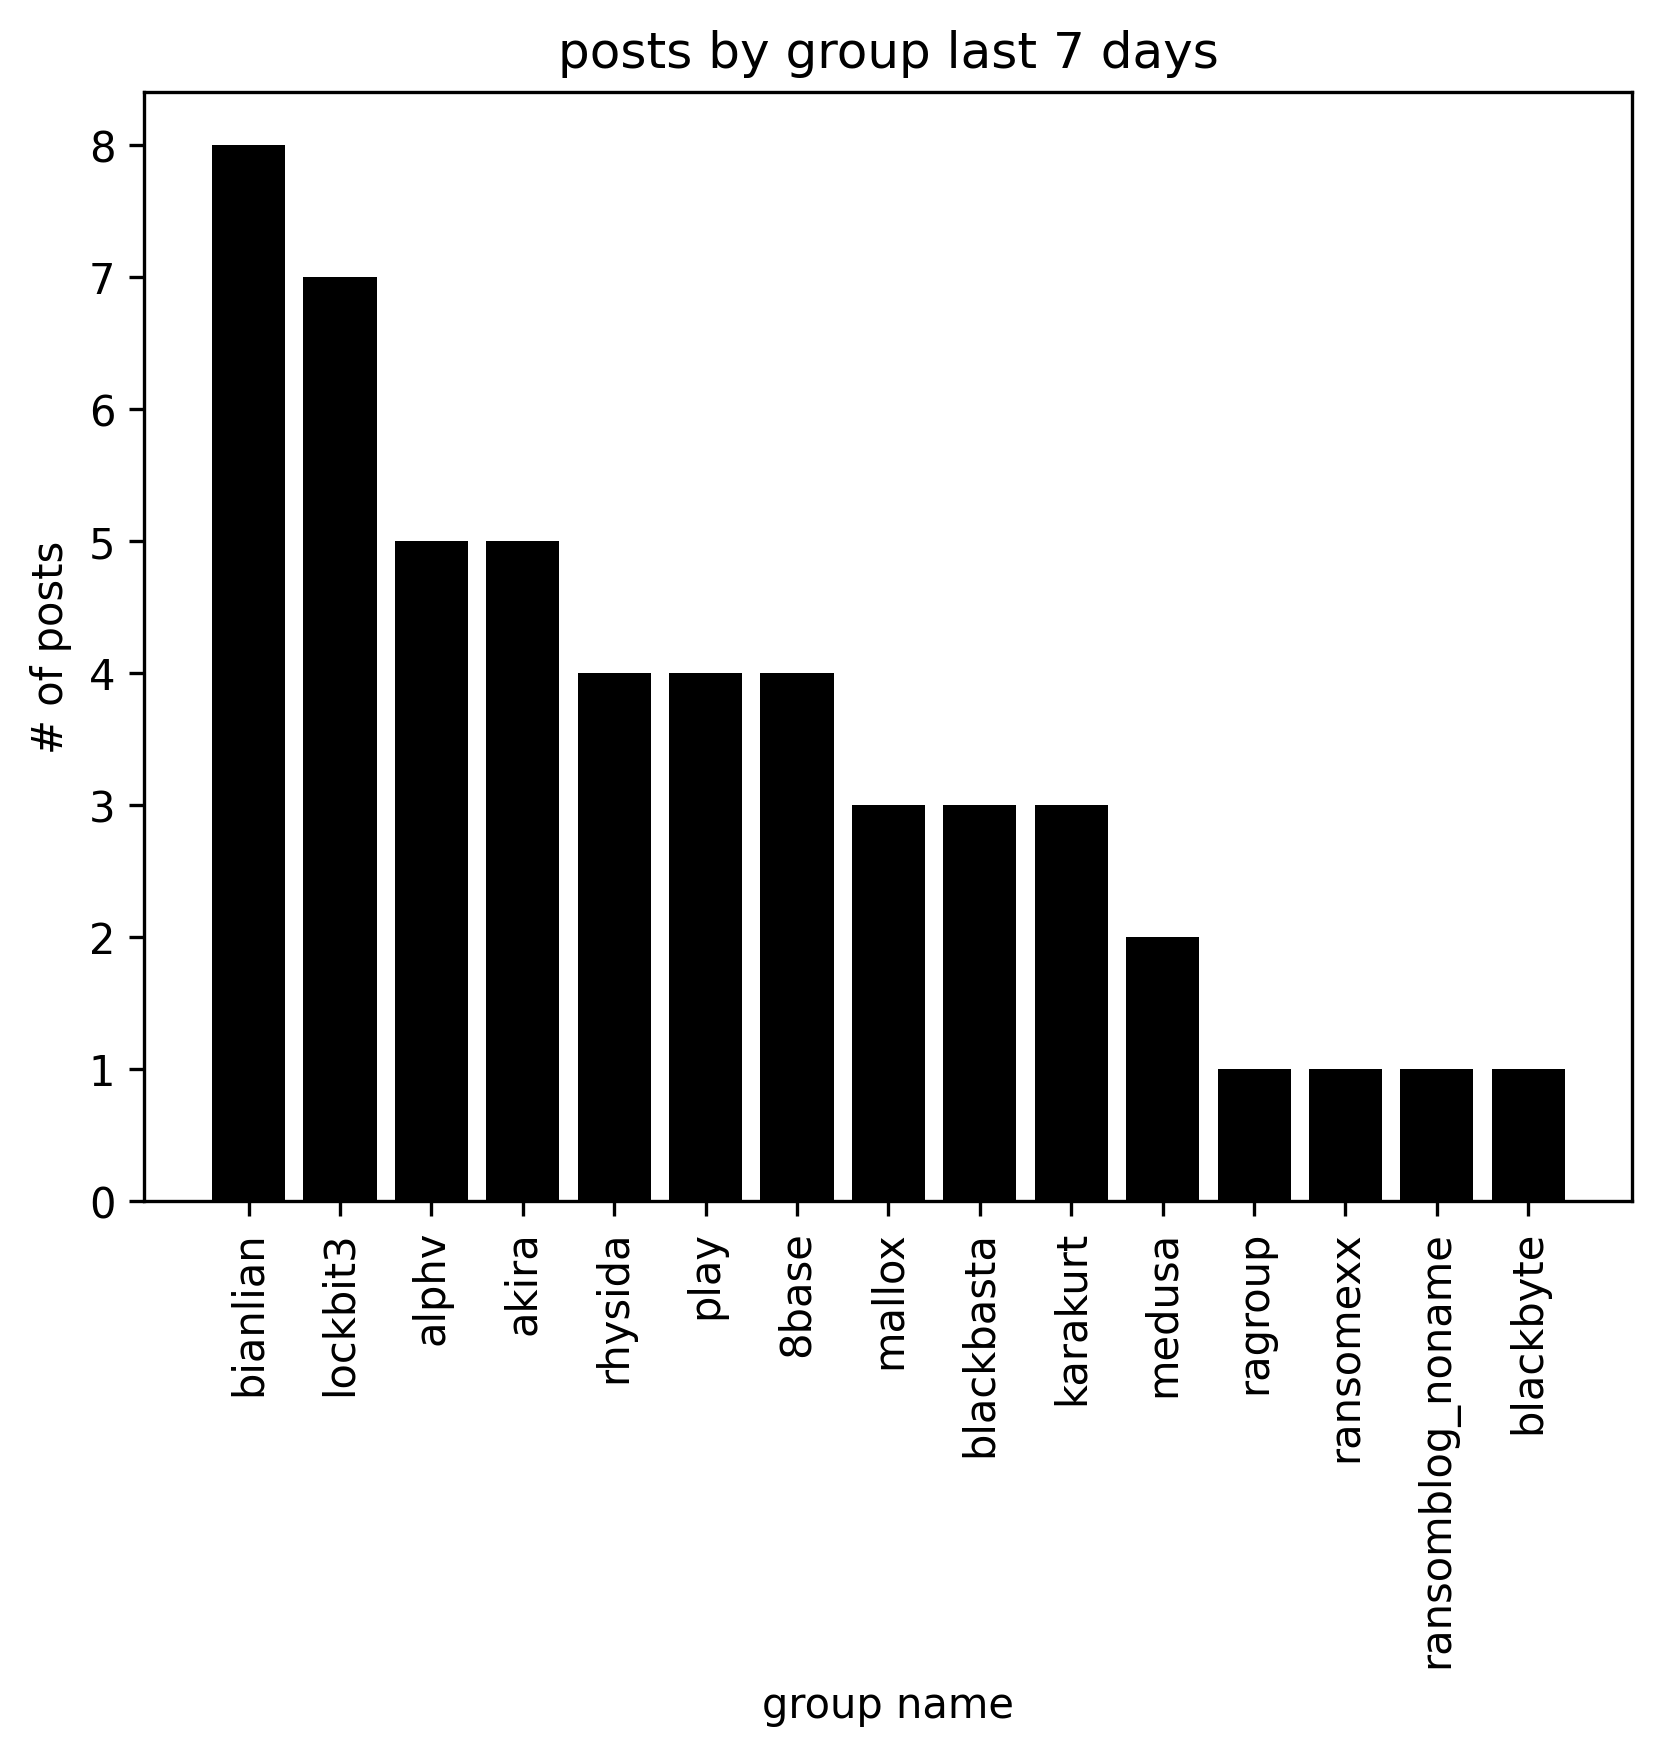 posts by group last 7 days
# of posts
8
7
6
5
4
3
2
1
0
bianlian
lockbit3
alphv
akira
rhysida
play
8base
mallox
blackbasta
karakurt
medusa
ragroup
ransomexx
ransomblog_noname
blackbyte
group name